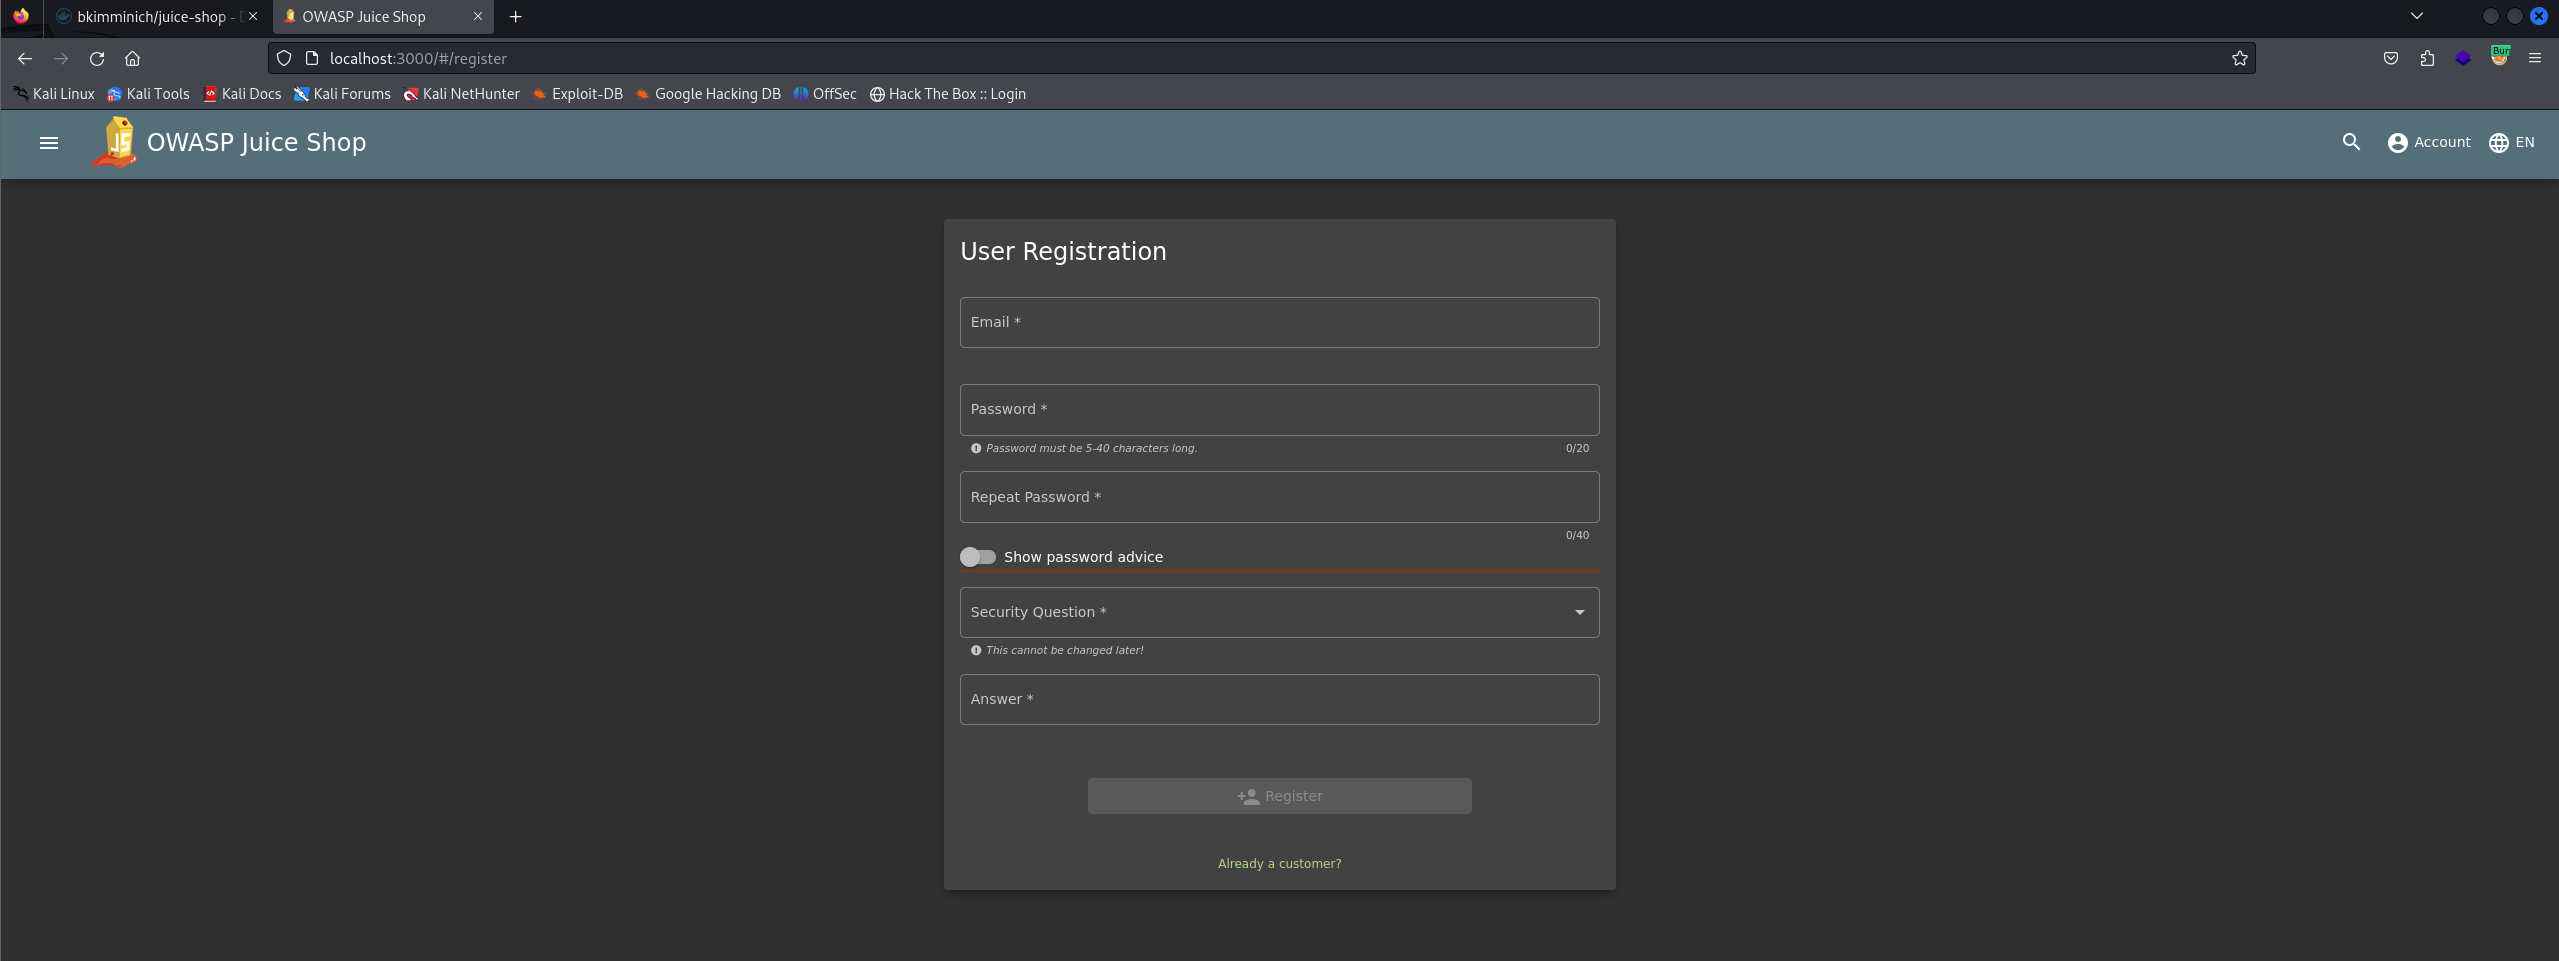 bkimminich/juice-shop -
OWASP Juice Shop
localhost:3000/#/register
Bur
Kali Linux Kali Tools Kali Docs Kali Forums Kali NetHunter Exploit-DB Google Hacking DB OffSec Hack The Box :: Login
JS OWASP Juice Shop Account EN
User Registration
Email *
Password *
Password must be 5-40 characters long. 0/20
Repeat Password *
0/40
Show password advice
Security Question *
This cannot be changed later!
Answer *
Register
Already a customer?